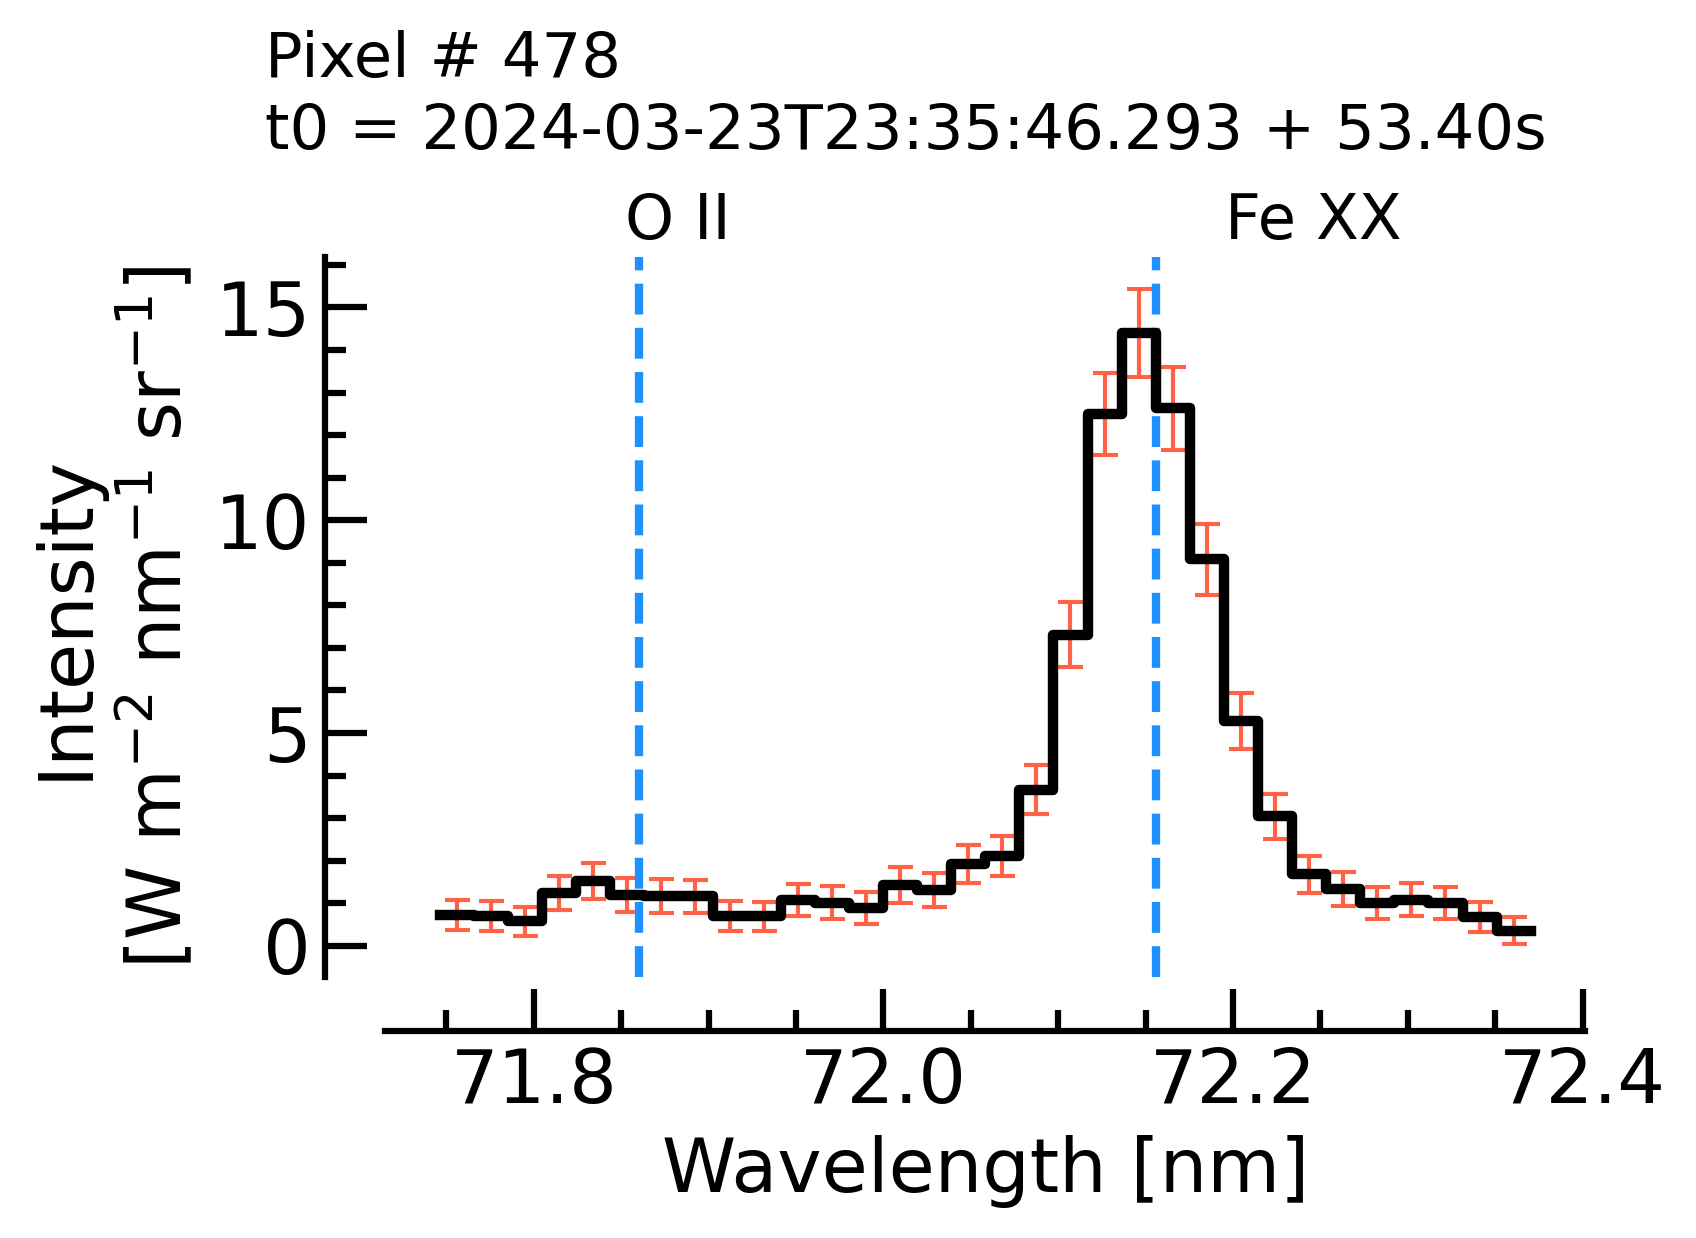 Pixel # 478
t0 = 2024-03-23T23:35:46.293 + 53.40s
O II Fe XX
Intensity
[W m⁻² nm⁻¹ sr⁻¹]
15
10
5
0
71.8 72.0 72.2 72.4
Wavelength [nm]